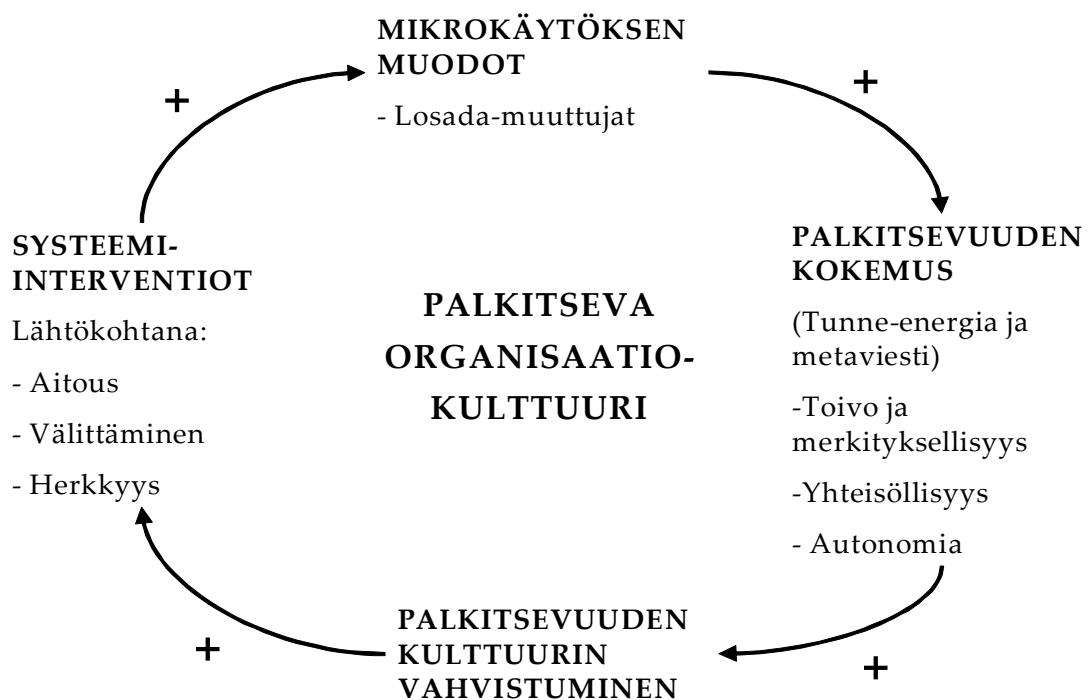 MIKROKÄYTÖKSEN
MUODOT
- Losada-muuttujat
+
+
SYSTEEMI-
INTERVENTIOT
Lähtökohtana:
- Aitous
- Välittäminen
- Herkkyys
PALKITSEVA
ORGANISAATIO-
KULTTUURI
PALKITSEVUUDEN
KOKEMUS
(Tunne-energia ja
metaviesti)
-Toivo ja
merkityksellisyys
-Yhteisöllisyys
- Autonomia
PALKITSEVUUDEN
KULTTUURIN
VAHVISTUMINEN
+
+